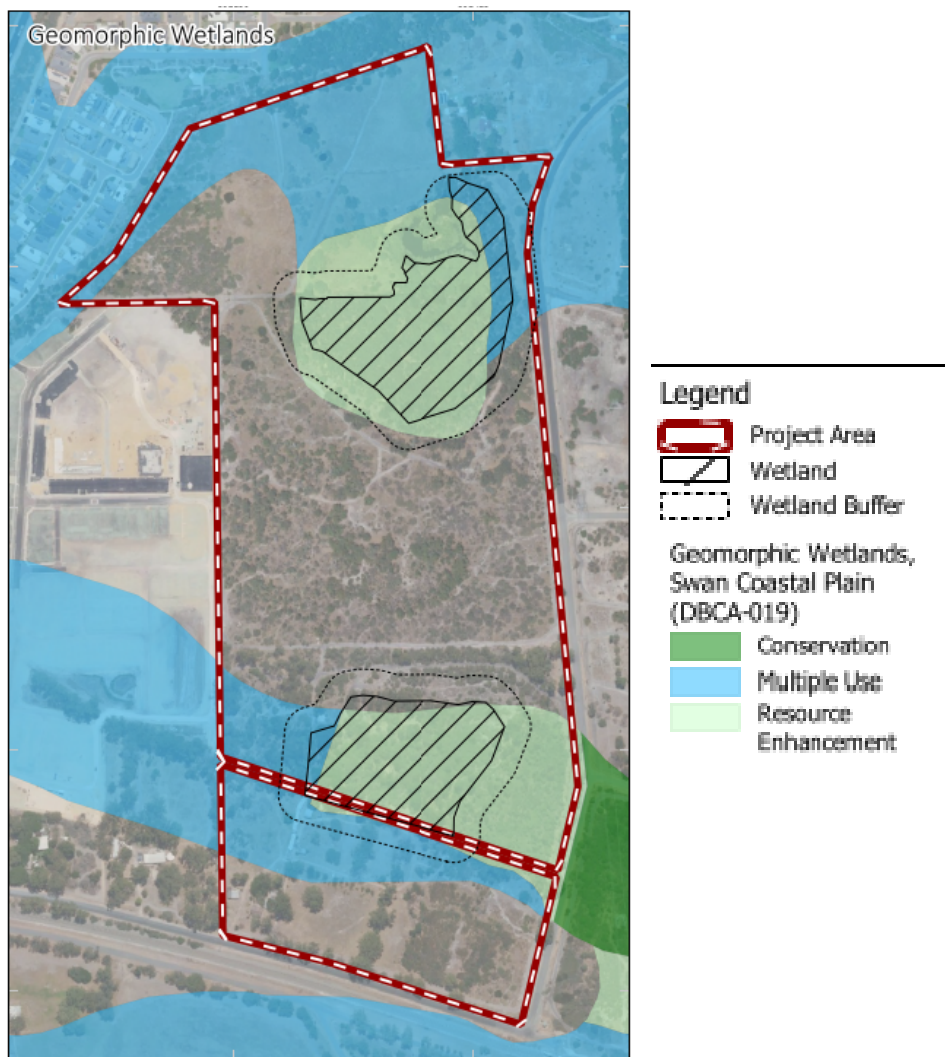 Geomorphic Wetlands
Legend
Project Area
Wetland
Wetland Buffer
Geomorphic Wetlands,
Swan Coastal Plain
(DBCA-019)
Conservation
Multiple Use
Resource
Enhancement